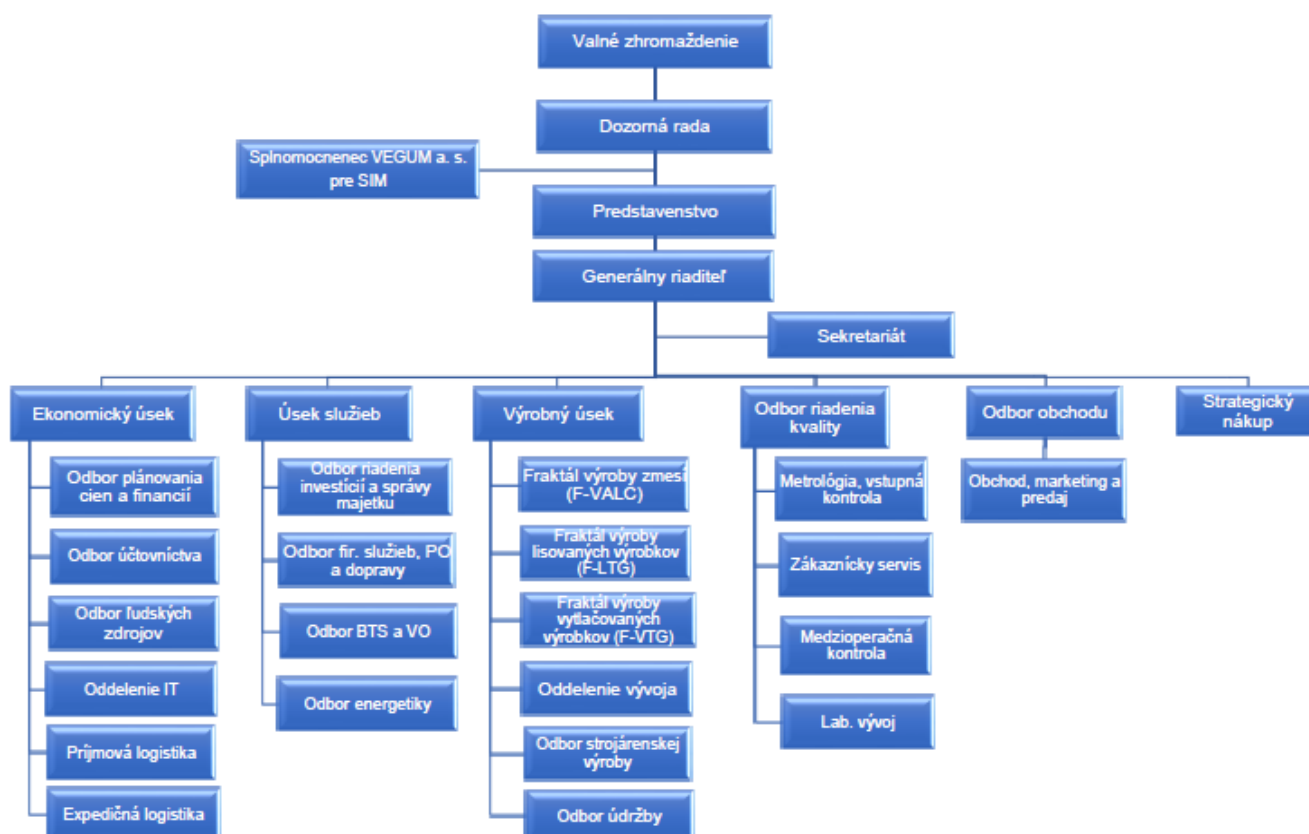 Valné zhromaždenie
Dozorná rada
Splnomocnenec VEGUM a. s.
pre SIM
Predstavenstvo
Generálny riaditeľ
Sekretariát
Ekonomický úsek
Úsek služieb
Výrobný úsek
Odbor riadenia
kvality
Odbor obchodu
Strategický
nákup
Odbor plánovania
cien a financií
Odbor účtovníctva
Odbor ľudských
zdrojov
Oddelenie IT
Príjmová logistika
Expedičná logistika
Odbor riadenia
investícií a správy
majetku
Odbor fir. služieb, PO
a dopravy
Odbor BTS a VO
Odbor energetiky
Fraktál výroby zmesí
(F-VALC)
Fraktál výroby
lisovaných výrobkov
(F-LTG)
Fraktál výroby
vytlačovaných
výrobkov (F-VTG)
Oddelenie vývoja
Odbor strojárenskej
výroby
Odbor údržby
Metrológia, vstupná
kontrola
Zákaznícky servis
Medzioperačná
kontrola
Lab. vývoj
Obchod, marketing a
predaj